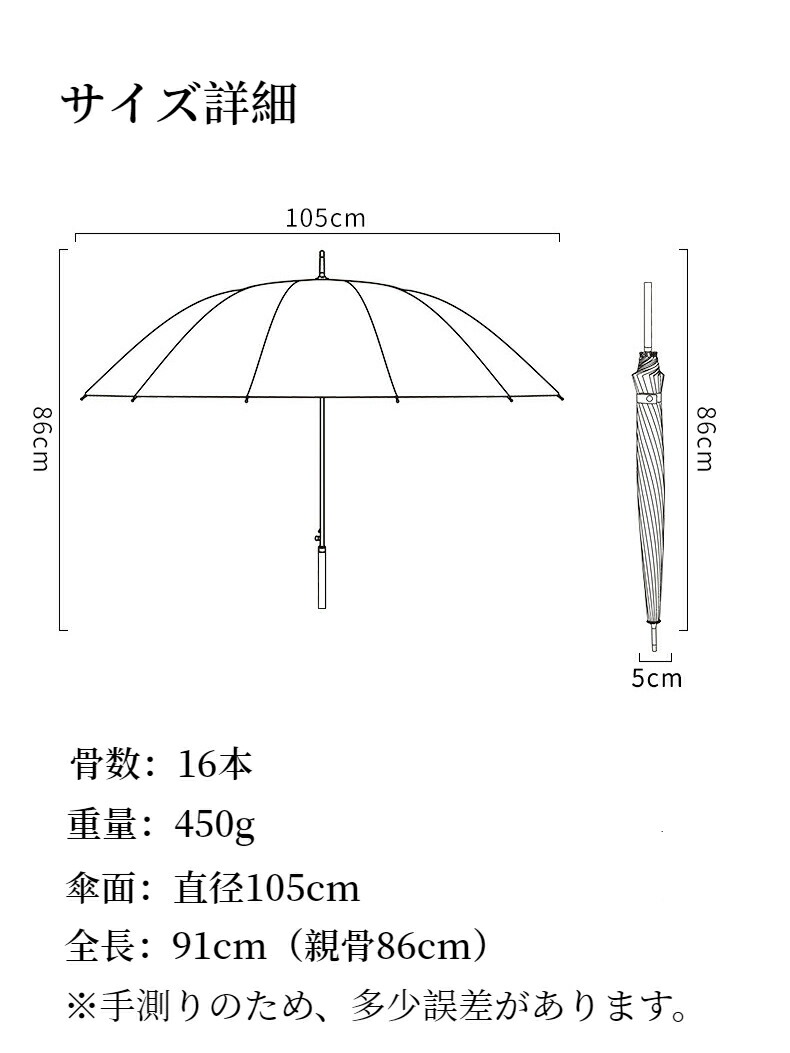 サイズ詳細
105cm
86cm
86cm
5cm
骨数：16本
重量：450g
傘面：直径105cm
全長：91cm（親骨86cm）
※手測りのため、多少誤差があります。